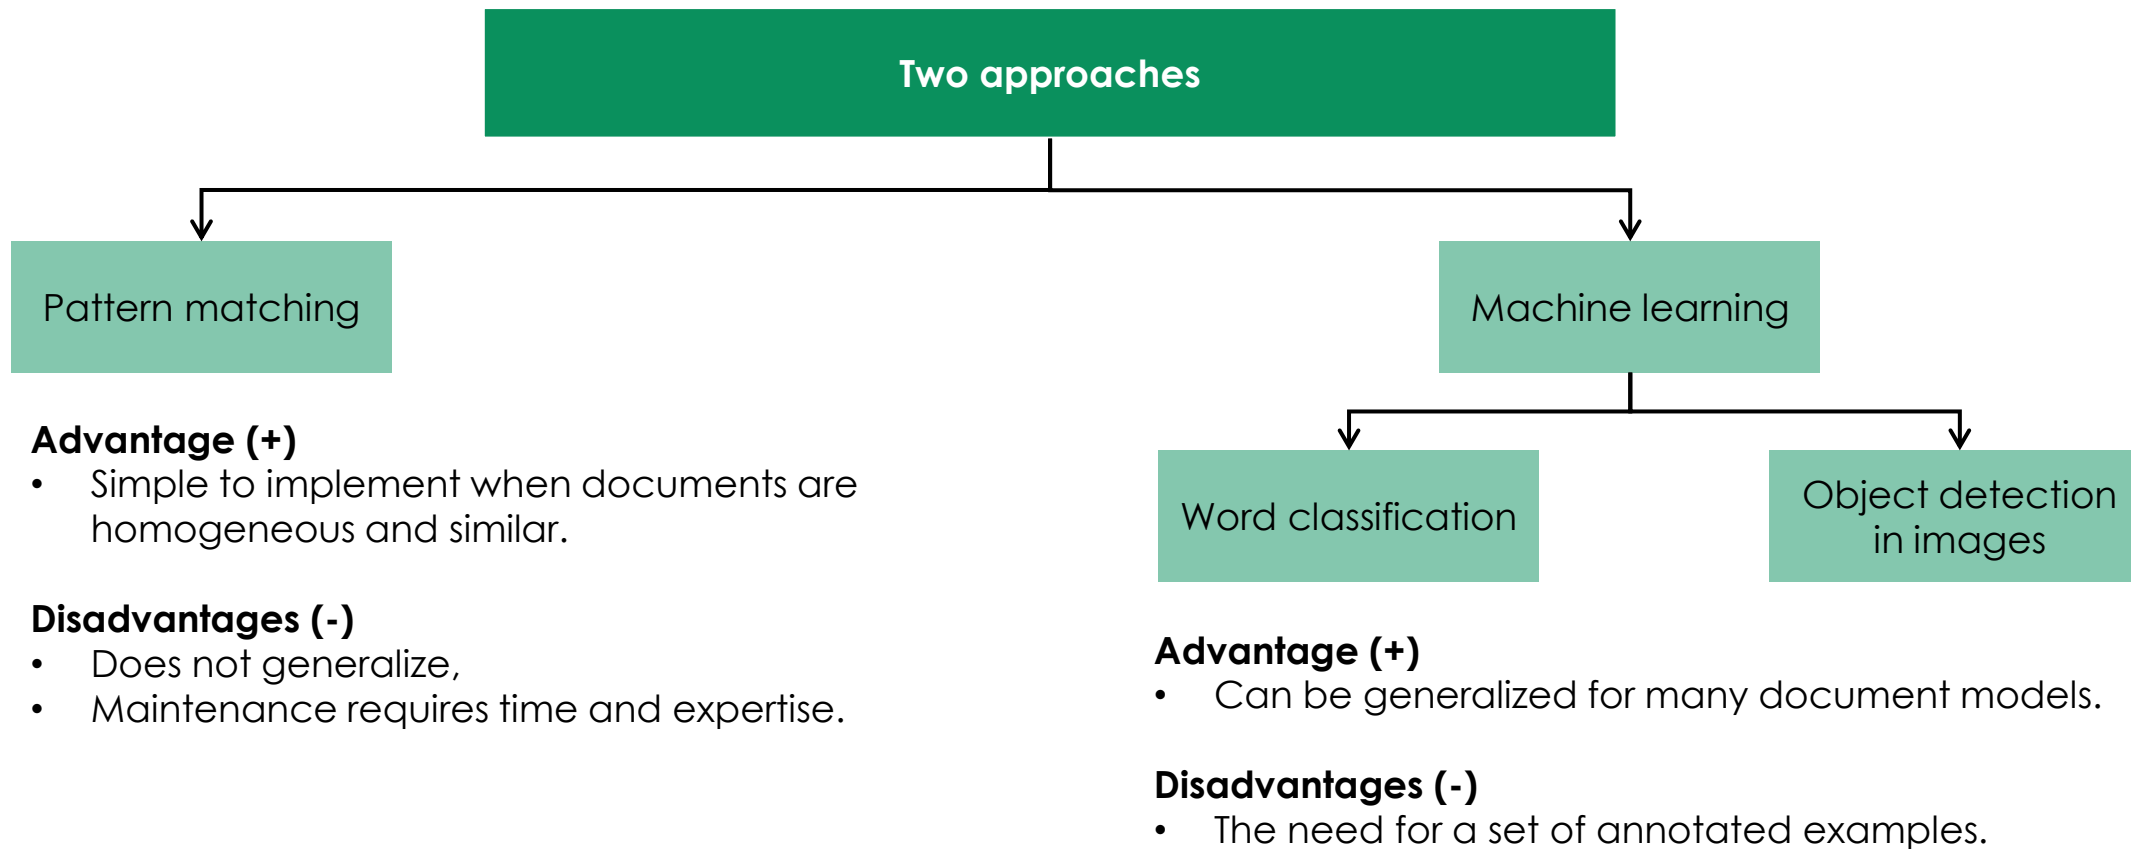 Two approaches
Pattern matching
Advantage (+)
• Simple to implement when documents are
homogeneous and similar.
Disadvantages (-)
• Does not generalize,
• Maintenance requires time and expertise.
Machine learning
Word classification
Object detection
in images
Advantage (+)
• Can be generalized for many document models.
Disadvantages (-)
• The need for a set of annotated examples.